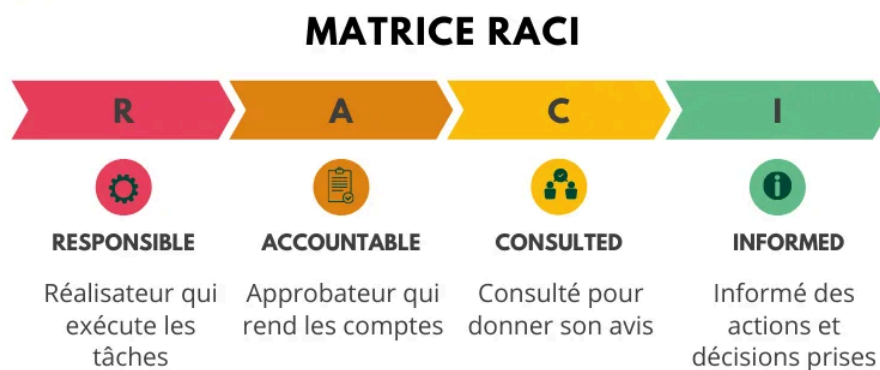 MATRICE RACI
R
A
C
I
RESPONSIBLE
Réalisateur qui
exécute les
tâches
ACCOUNTABLE
Approbateur qui
rend les comptes
CONSULTED
Consulté pour
donner son avis
INFORMED
Informé des
actions et
décisions prises